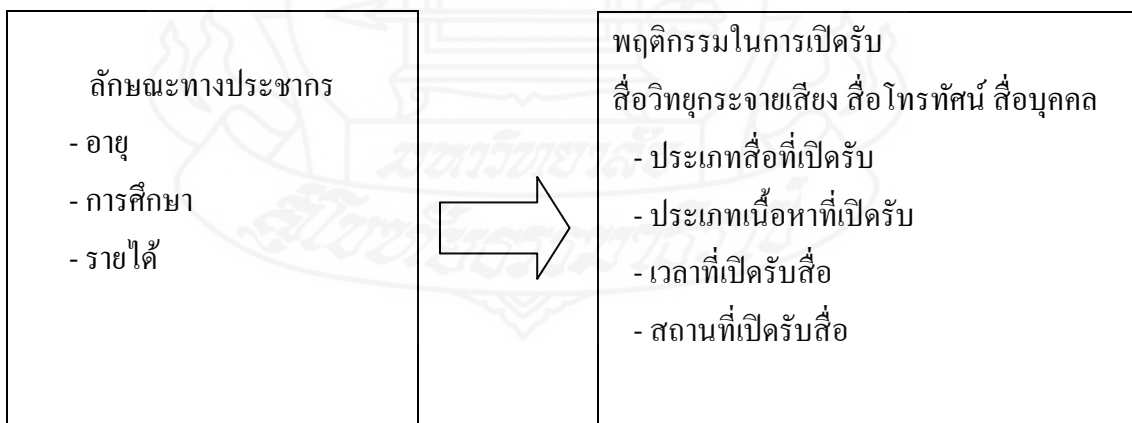 ลักษณะทางประชากร
- อายุ
- การศึกษา
- รายได้
พฤติกรรมในการเปิดรับ
สื่อวิทยุกระจายเสียง สื่อโทรทัศน์ สื่อบุคคล
- ประเภทสื่อที่เปิดรับ
- ประเภทเนื้อหาที่เปิดรับ
- เวลาที่เปิดรับสื่อ
- สถานที่เปิดรับสื่อ